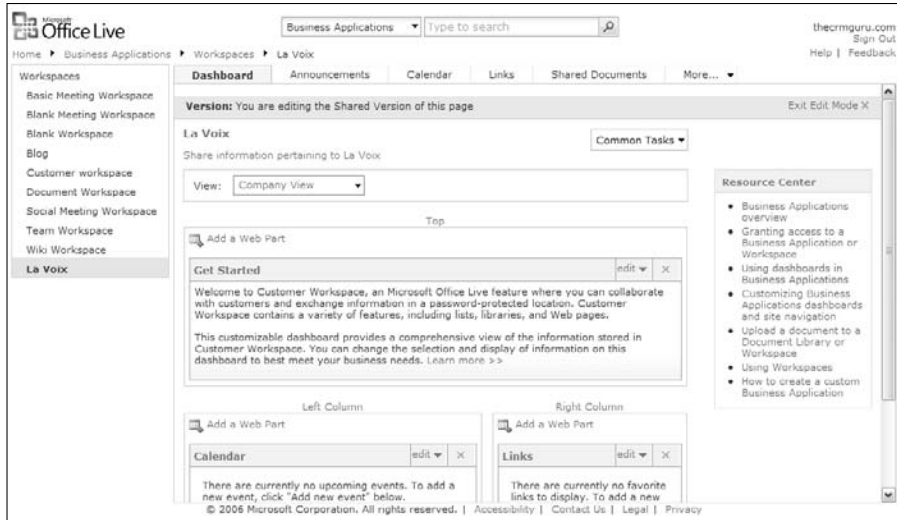 Microsoft
Office Live
Business Applications
Type to search
thecrmguru.com
Sign Out
Help | Feedback
Home Business Applications Workspaces La Voix
Workspaces
Basic Meeting Workspace
Blank Meeting Workspace
Blank Workspace
Blog
Customer workspace
Document Workspace
Social Meeting Workspace
Team Workspace
Wiki Workspace
La Voix
Dashboard Announcements Calendar Links Shared Documents More...
Version: You are editing the Shared Version of this page
Exit Edit Mode X
La Voix
Share information pertaining to La Voix
Common Tasks
View: Company View
Top
Add a Web Part
Get Started
edit X
Welcome to Customer Workspace, an Microsoft Office Live feature where you can collaborate
with customers and exchange information in a password-protected location. Customer
Workspace contains a variety of features, including lists, libraries, and Web pages.
This customizable dashboard provides a comprehensive view of the information stored in
Customer Workspace. You can change the selection and display of information on this
dashboard to best meet your business needs. Learn more >>
Left Column
Add a Web Part
Calendar
edit X
There are currently no upcoming events. To add a
new event, click "Add new event" below.
Right Column
Add a Web Part
Links
edit X
There are currently no favorite
links to display. To add a new
Resource Center
• Business Applications
overview
• Granting access to a
Business Application or
Workspace
• Using dashboards in
Business Applications
• Customizing Business
Applications dashboards
and site navigation
• Upload a document to a
Document Library or
Workspace
• Using Workspaces
• How to create a custom
Business Application
© 2006 Microsoft Corporation. All rights reserved. | Accessibility | Contact Us | Legal | Privacy